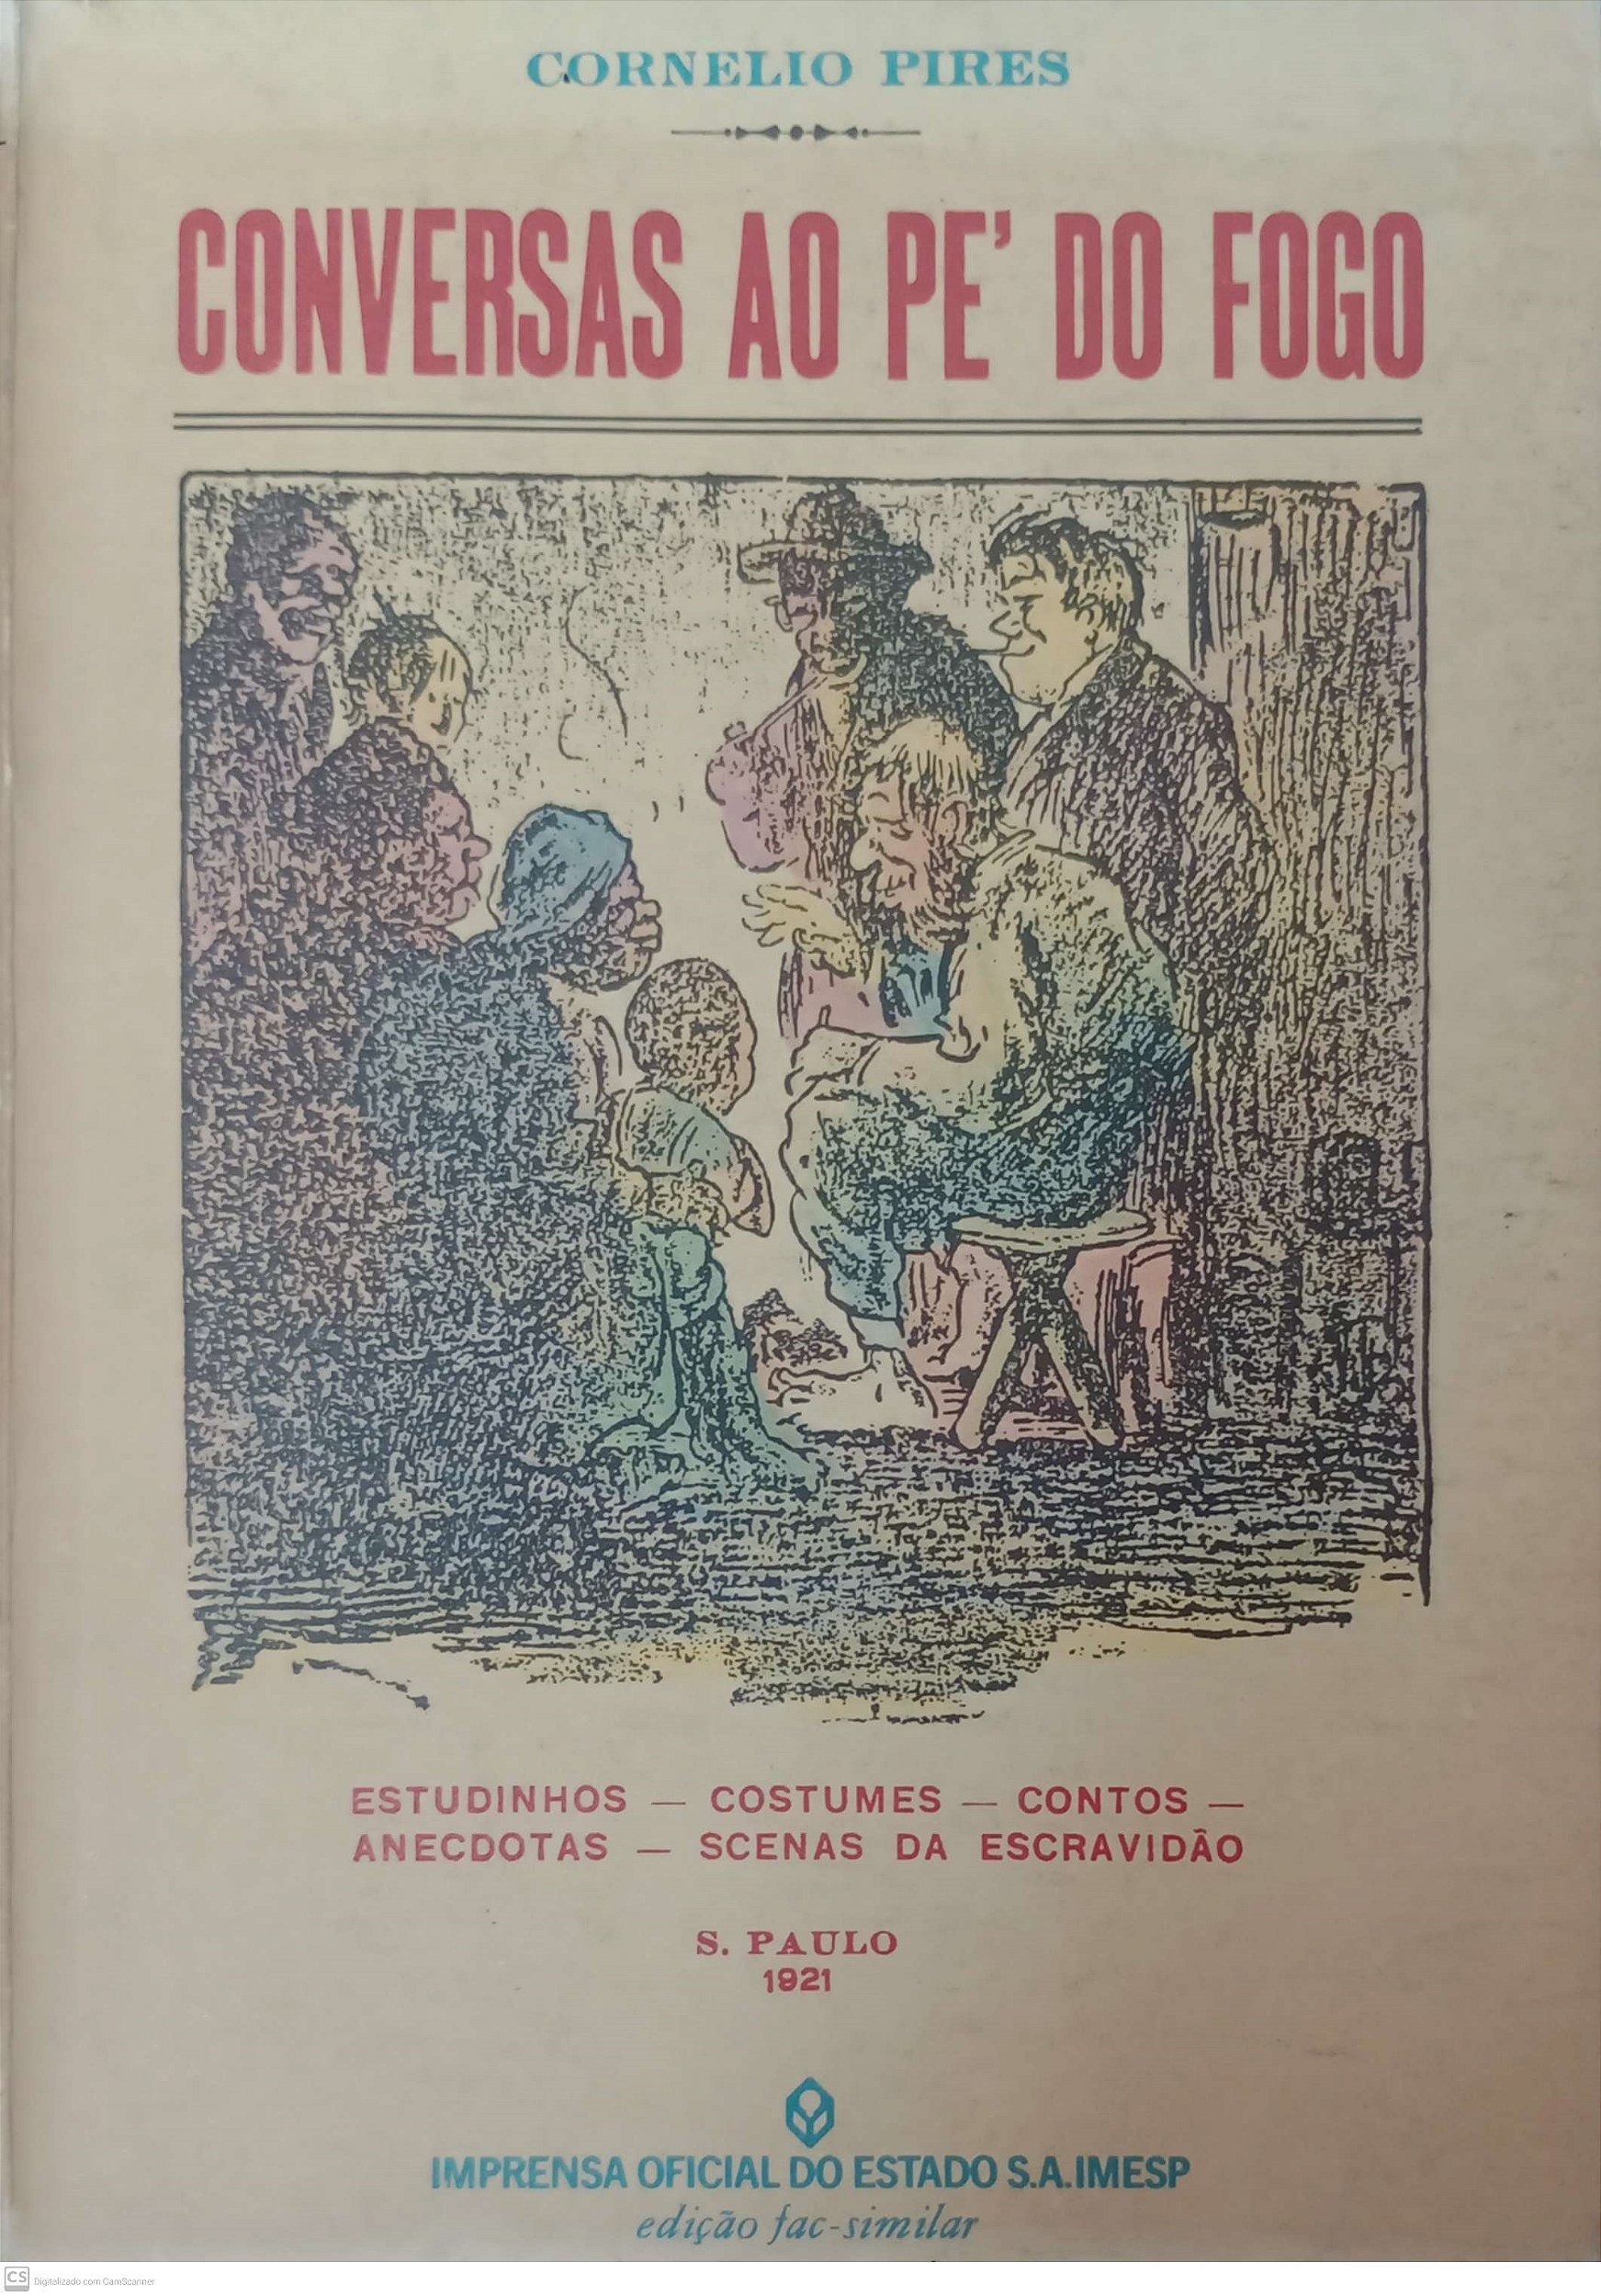 CORNELIO PIRES
CONVERSAS AO PE' DO FOGO
ESTUDINHOS — COSTUMES — CONTOS —
ANECDOTAS — SCENAS DA ESCRAVIDÃO
S. PAULO
1921
IMPRENSA OFICIAL DO ESTADO S.A.IMESP
edição fac-similar
CS Digitalizado com CamScanner